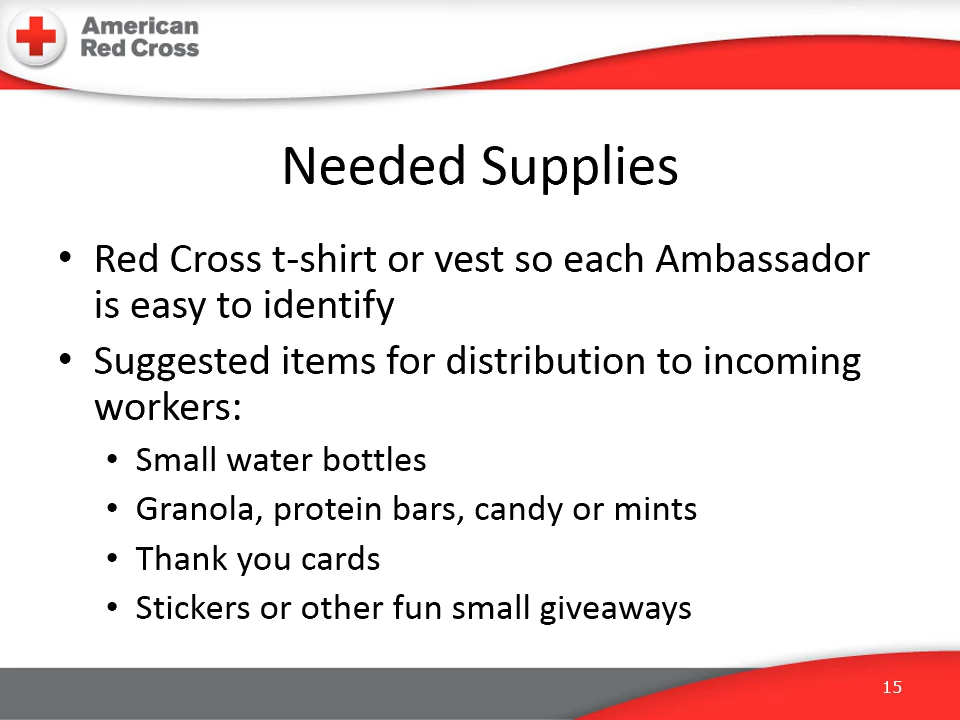 American
Red Cross
Needed Supplies
• Red Cross t-shirt or vest so each Ambassador
is easy to identify
• Suggested items for distribution to incoming
workers:
• Small water bottles
• Granola, protein bars, candy or mints
• Thank you cards
• Stickers or other fun small giveaways
15